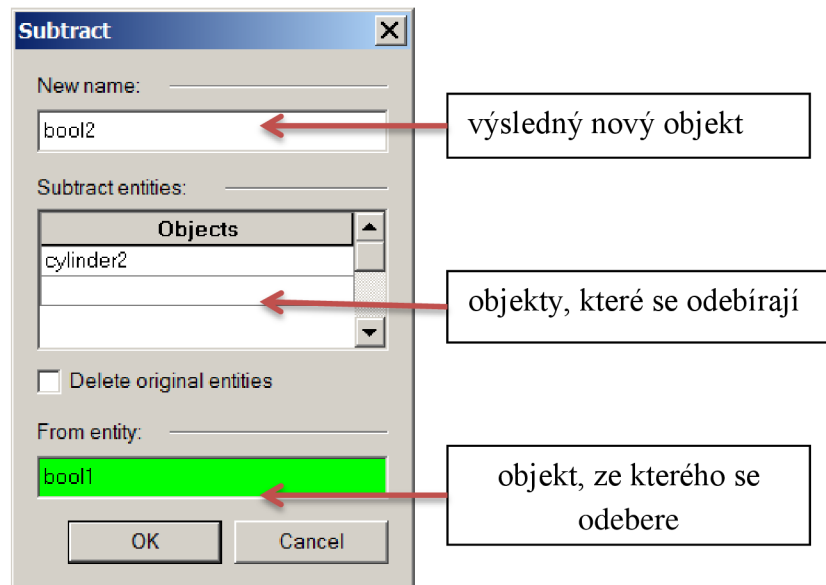 Subtract
New name:
bool2
výsledný nový objekt
Subtract entities:
Objects
cylinder2
objekty, které se odebírají
Delete original entities
From entity:
bool1
objekt, ze kterého se
odebere
OK
Cancel